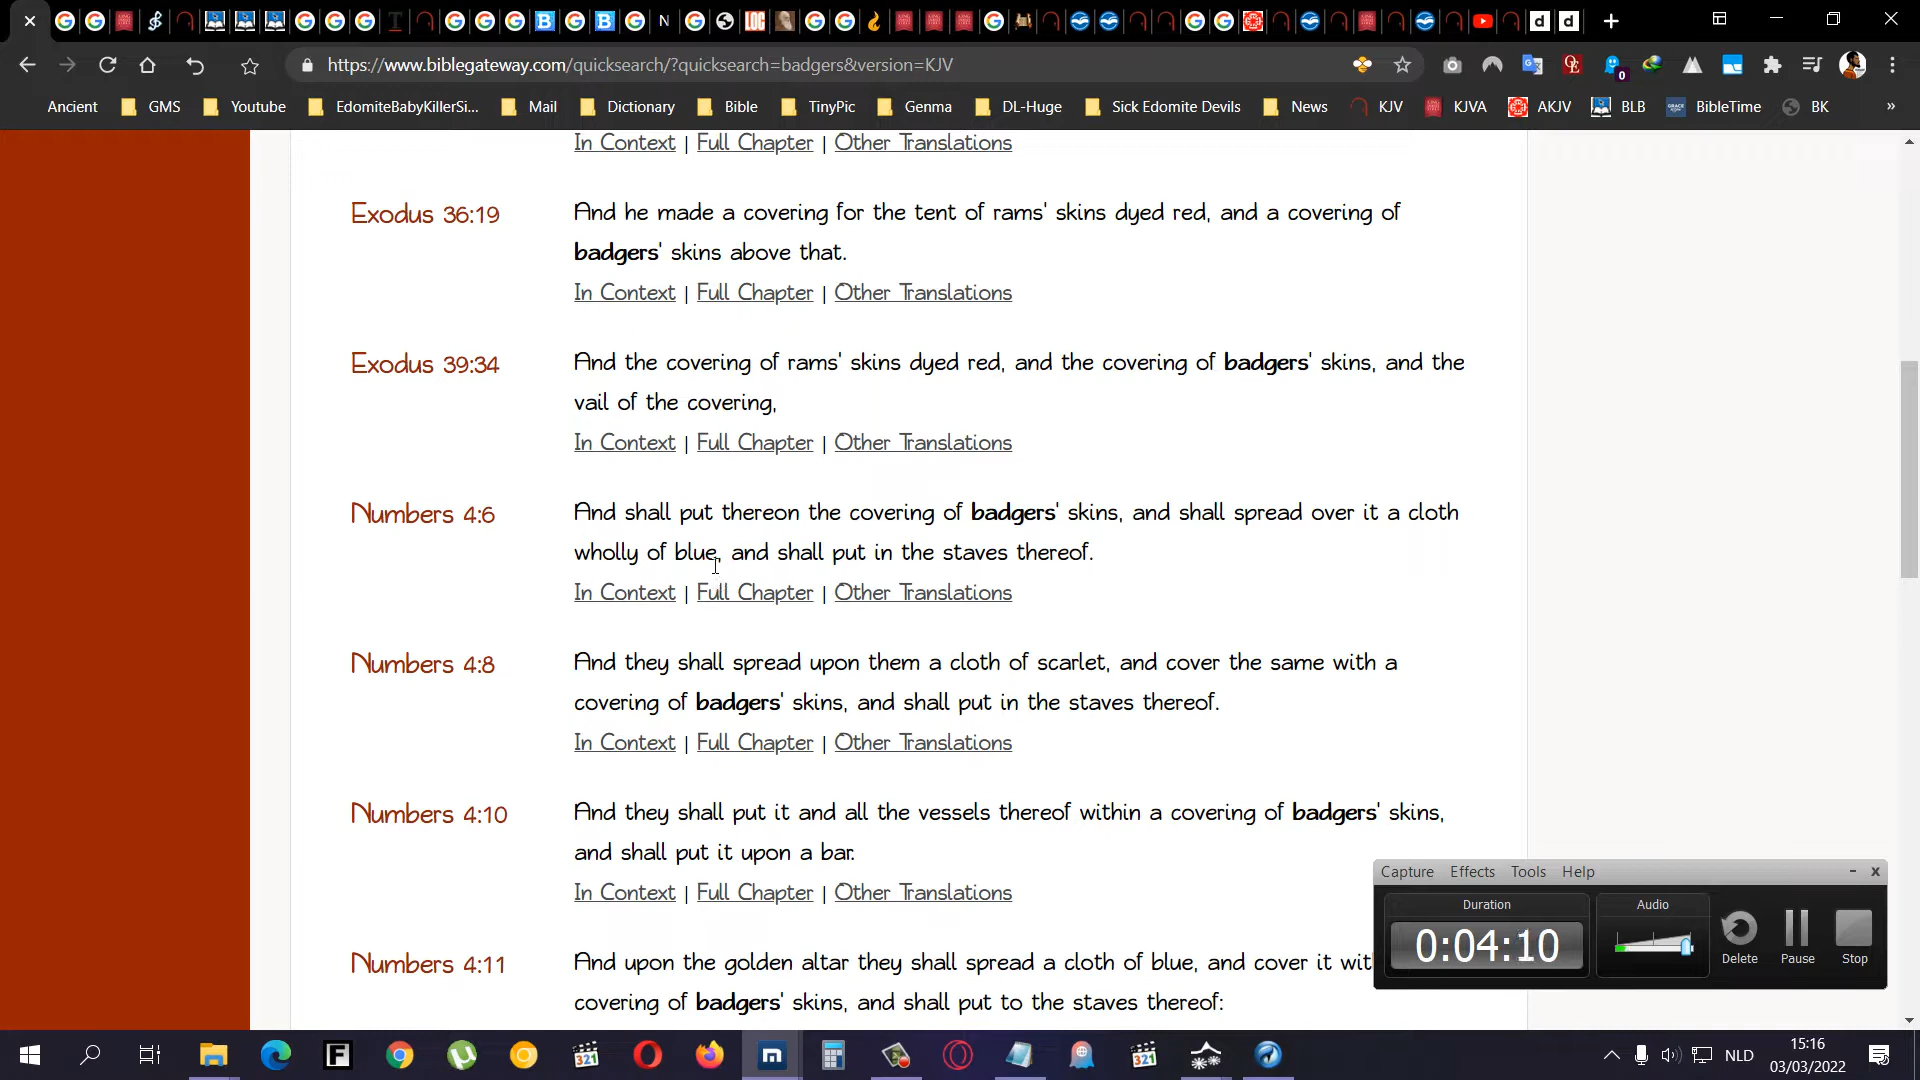 https://www.biblegateway.com/quicksearch/?quicksearch=badgers&version=KJV
0
Ancient GMS Youtube EdomiteBabyKillerSi... Mail Dictionary Bible TinyPic Genma DL-Huge Sick Edomite Devils News KJV KJVA AKJV BLB BibleTime BK »
In Context | Full Chapter | Other Translations
Exodus 36:19
And he made a covering for the tent of rams' skins dyed red, and a covering of
badgers' skins above that.
In Context | Full Chapter | Other Translations
Exodus 39:34
And the covering of rams' skins dyed red, and the covering of badgers' skins, and the
vail of the covering,
In Context | Full Chapter | Other Translations
Numbers 4:6
And shall put thereon the covering of badgers' skins, and shall spread over it a cloth
wholly of blue, and shall put in the staves thereof.
In Context | Full Chapter | Other Translations
Numbers 4:8
And they shall spread upon them a cloth of scarlet, and cover the same with a
covering of badgers' skins, and shall put in the staves thereof.
In Context | Full Chapter | Other Translations
Numbers 4:10
And they shall put it and all the vessels thereof within a covering of badgers' skins,
and shall put it upon a bar.
In Context | Full Chapter | Other Translations
Numbers 4:11
And upon the golden altar they shall spread a cloth of blue, and cover it
covering of badgers' skins, and shall put to the staves thereof:
Capture Effects Tools Help
Duration
0:04:10
Audio
Delete Pause Stop
NLD
15:16
03/03/2022